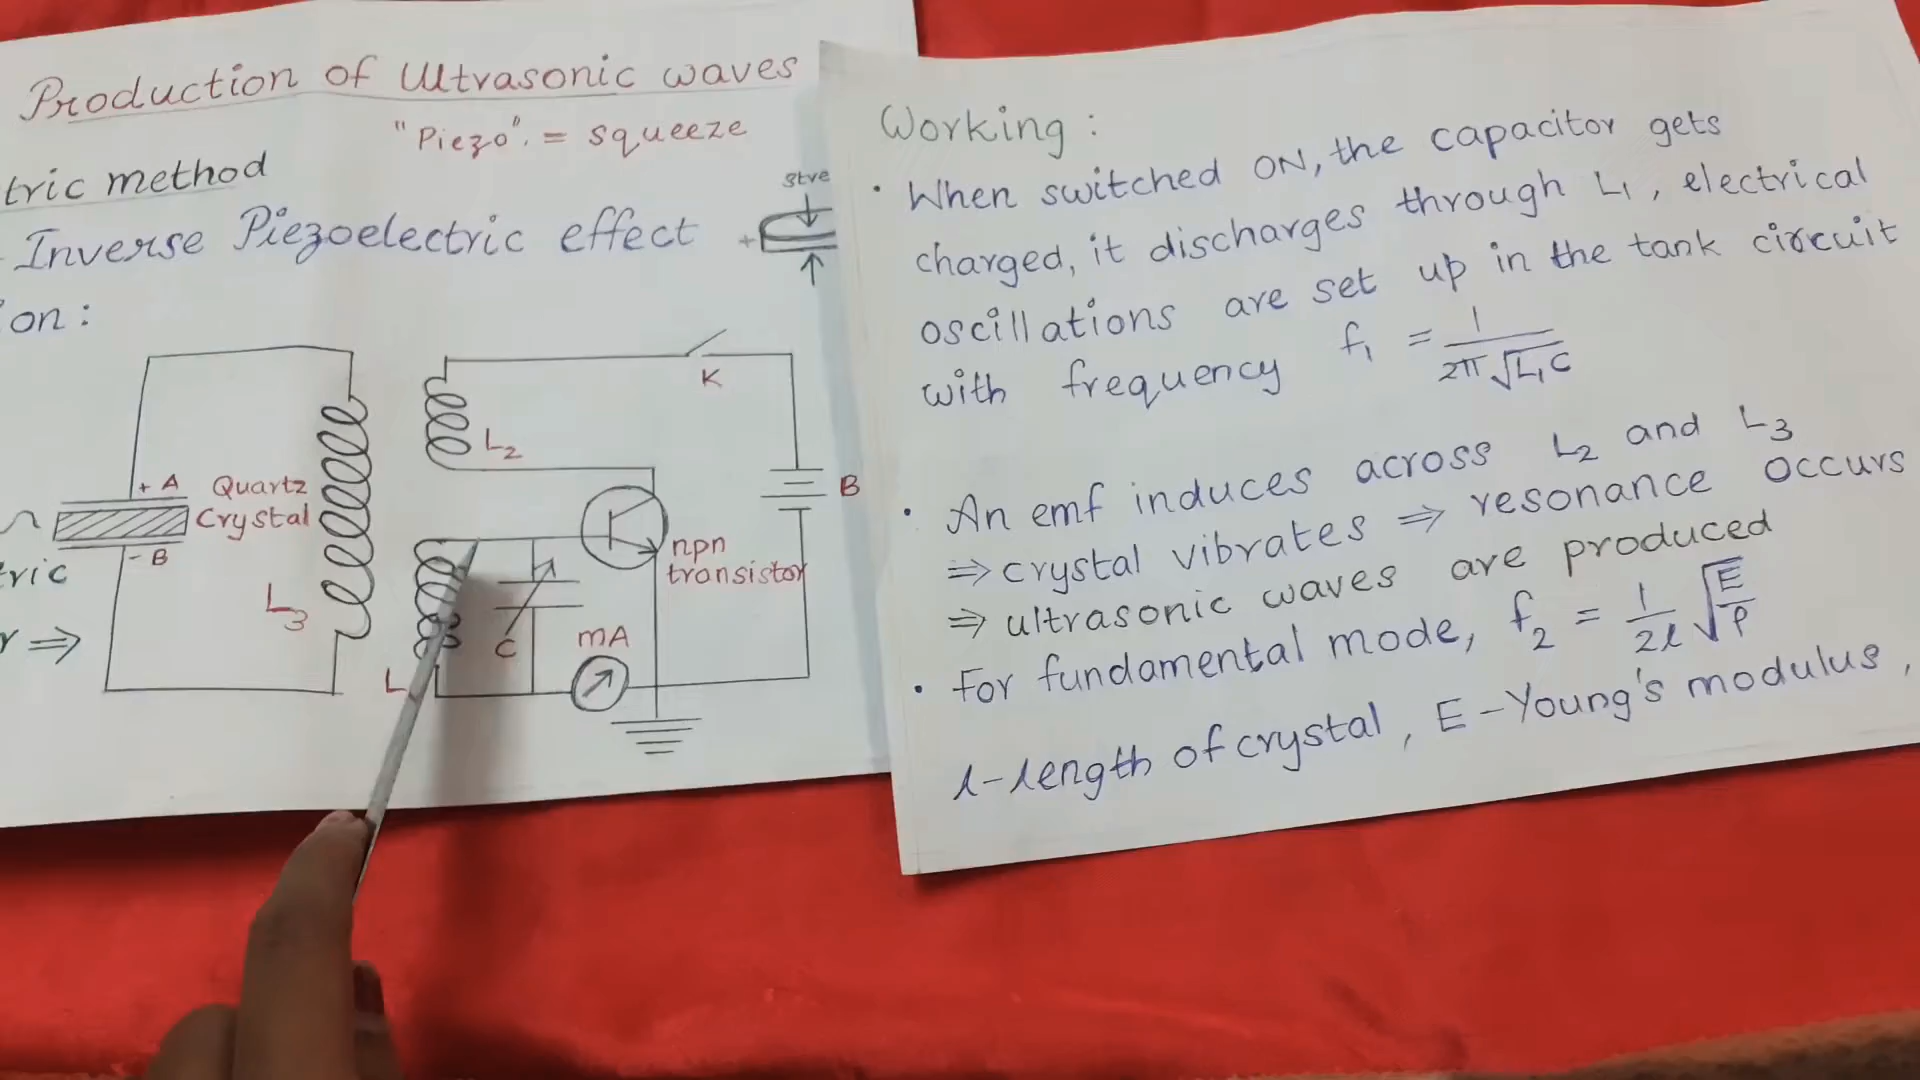 Production of Ultrasonic waves
"Piezo". = squeeze
tric method
Inverse Piezoelectric effect
on :
stre
+
K
L2
B
+ A
Quartz
Crystal
- B
L3
npn
transistor
C
mA
L
tric
r ⇒
Working :
• When switched ON, the capacitor gets
charged, it discharges through L1, electrical
oscillations are set up in the tank circuit
with frequency f1 = 1/2π√L1C
• An emf induces across L2 and L3
⇒ crystal vibrates ⇒ resonance occurs
⇒ ultrasonic waves are produced
• For fundamental mode, f2 = 1/2l √E/ρ
l - length of crystal, E - Young's modulus,